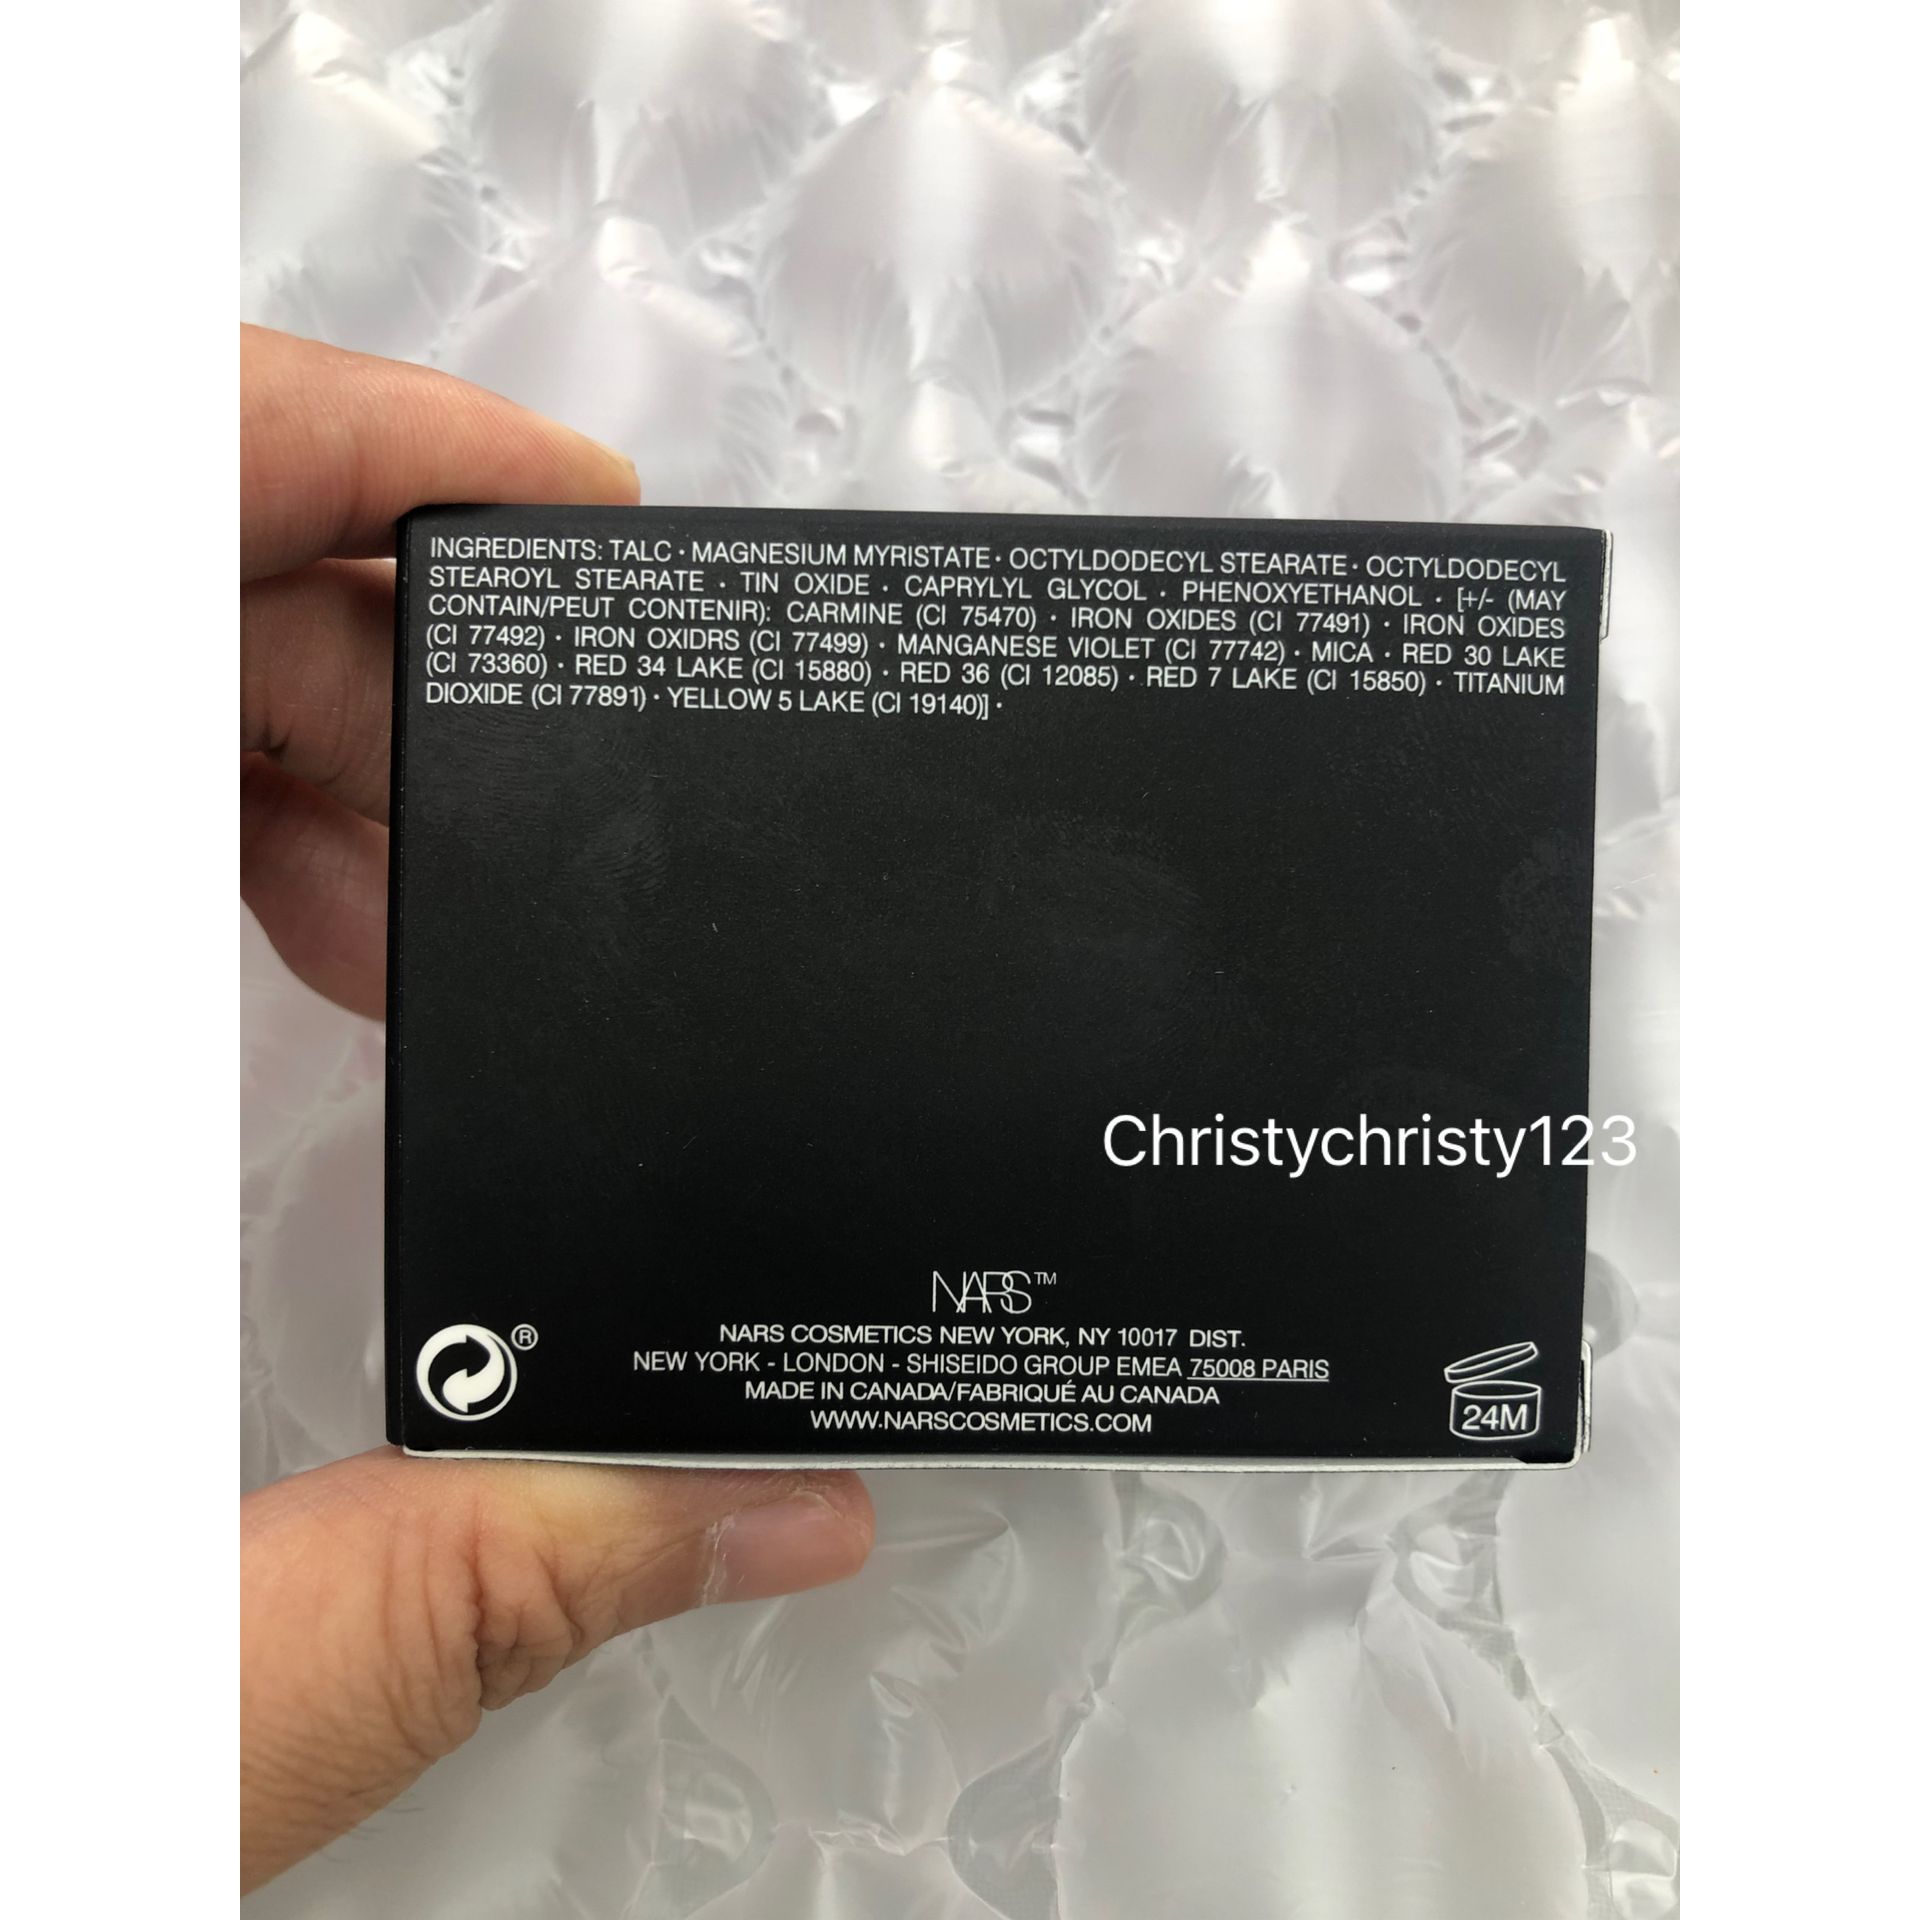 INGREDIENTS: TALC · MAGNESIUM MYRISTATE · OCTYLDODECYL STEARATE · OCTYLDODECYL
STEAROYL STEARATE · TIN OXIDE · CAPRYLYL GLYCOL · PHENOXYETHANOL · [+/- (MAY
CONTAIN/PEUT CONTENIR): CARMINE (CI 75470) · IRON OXIDES (CI 77491) · IRON OXIDES
(CI 77492) · IRON OXIDRS (CI 77499) · MANGANESE VIOLET (CI 77742) · MICA · RED 30 LAKE
(CI 73360) · RED 34 LAKE (CI 15880) · RED 36 (CI 12085) · RED 7 LAKE (CI 15850) · TITANIUM
DIOXIDE (CI 77891) · YELLOW 5 LAKE (CI 19140)] ·
Christychristy123
NARS™
®
NARS COSMETICS NEW YORK, NY 10017 DIST.
NEW YORK - LONDON - SHISEIDO GROUP EMEA 75008 PARIS
MADE IN CANADA/FABRIQUÉ AU CANADA
WWW.NARSCOSMETICS.COM
24M